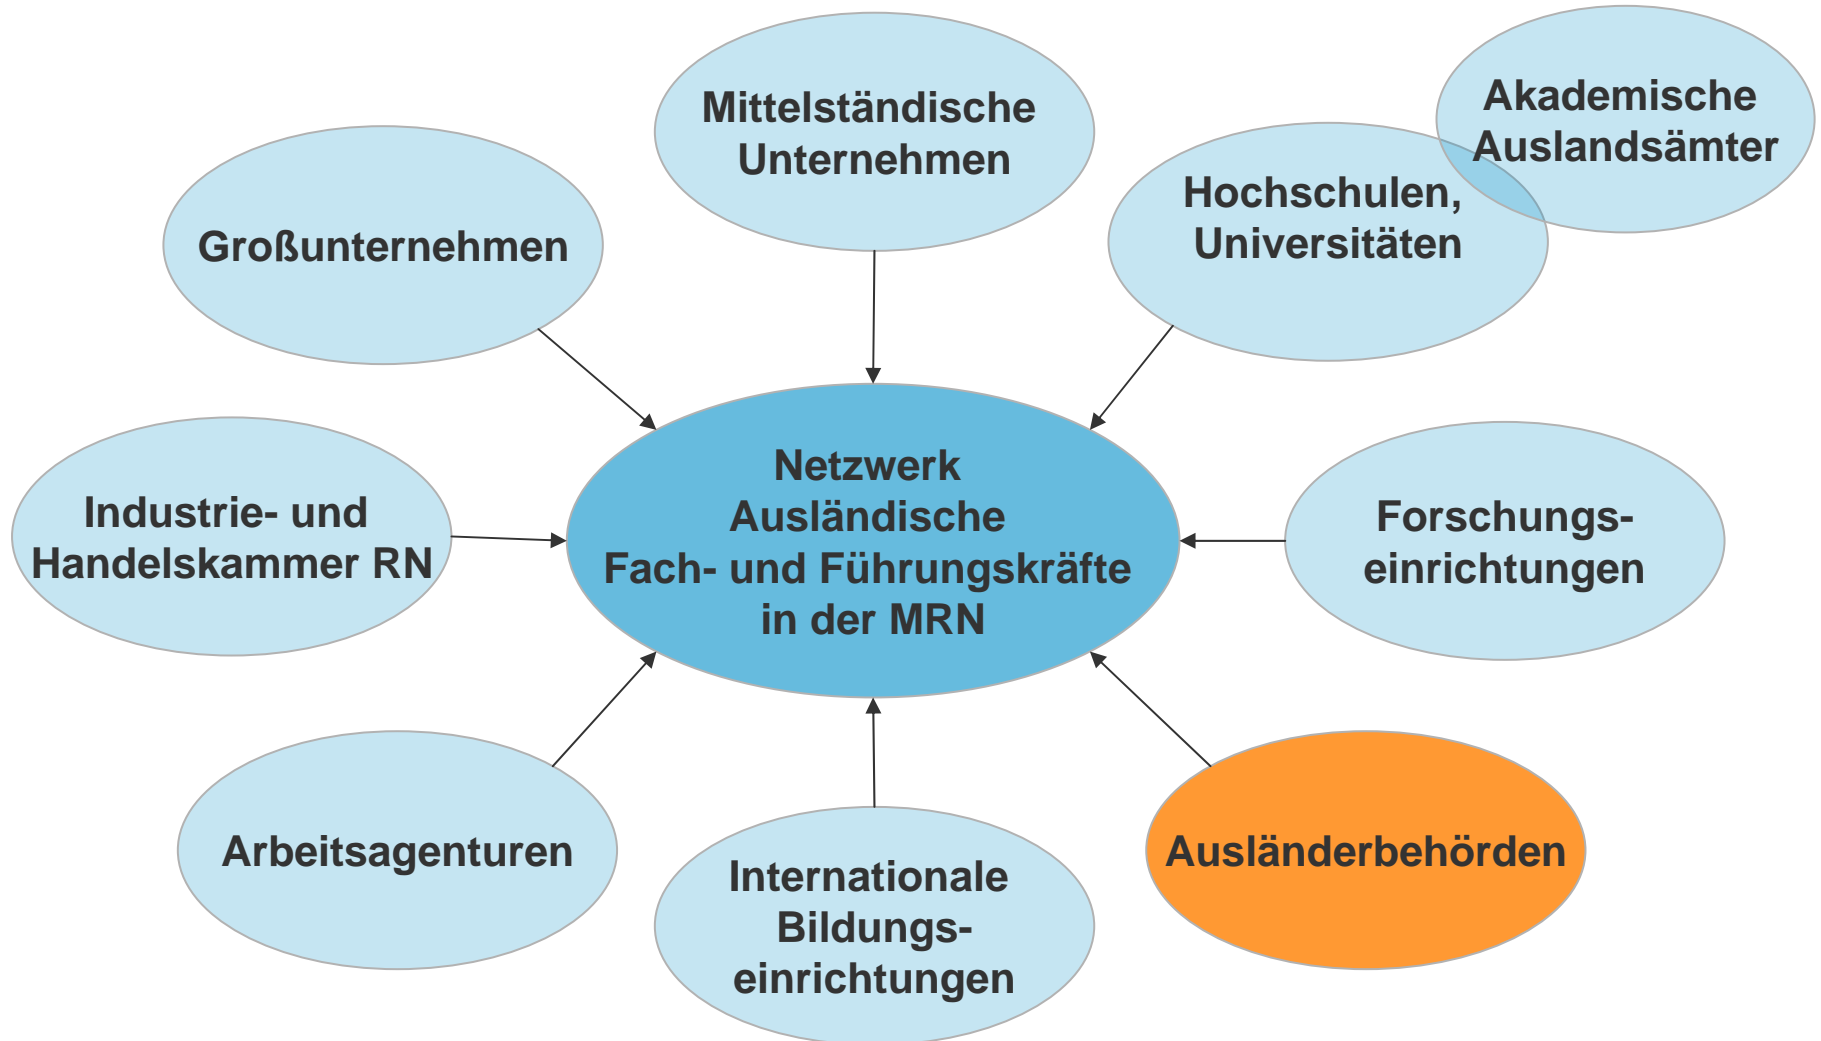 Mittelständische
Unternehmen
Akademische
Auslandsämter
Hochschulen,
Universitäten
Großunternehmen
Netzwerk
Ausländische
Fach- und Führungskräfte
in der MRN
Industrie- und
Handelskammer RN
Forschungs-
einrichtungen
Arbeitsagenturen
Internationale
Bildungs-
einrichtungen
Ausländerbehörden